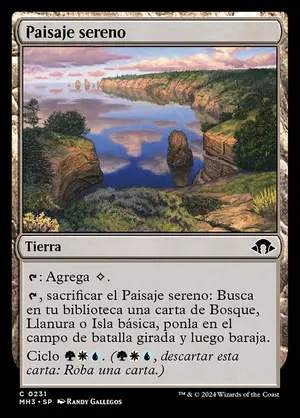 Paisaje sereno
Tierra
: Agrega .
, sacrificar el Paisaje sereno: Busca
en tu biblioteca una carta de Bosque,
Llanura o Isla básica, ponla en el
campo de batalla girada y luego baraja.
Ciclo . (, descartar esta
carta: Roba una carta.)
C 0231
MH3 • SP RANDY GALLEGOS
™ & © 2024 Wizards of the Coast